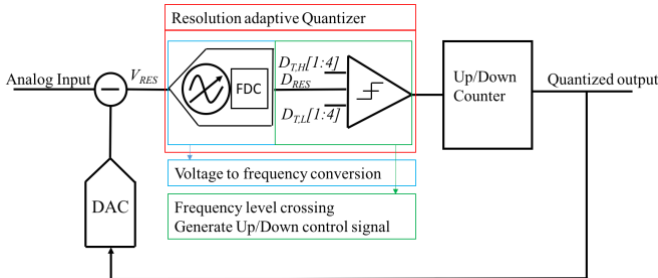 Resolution adaptive Quantizer
Analog Input
V_RES
FDC
D_T,H[1:4]
D_RES
D_T,L[1:4]
Up/Down
Counter
Quantized output
Voltage to frequency conversion
DAC
Frequency level crossing
Generate Up/Down control signal